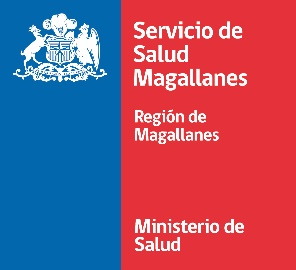 Servicio de
Salud
Magallanes
Región de
Magallanes
Ministerio de
Salud